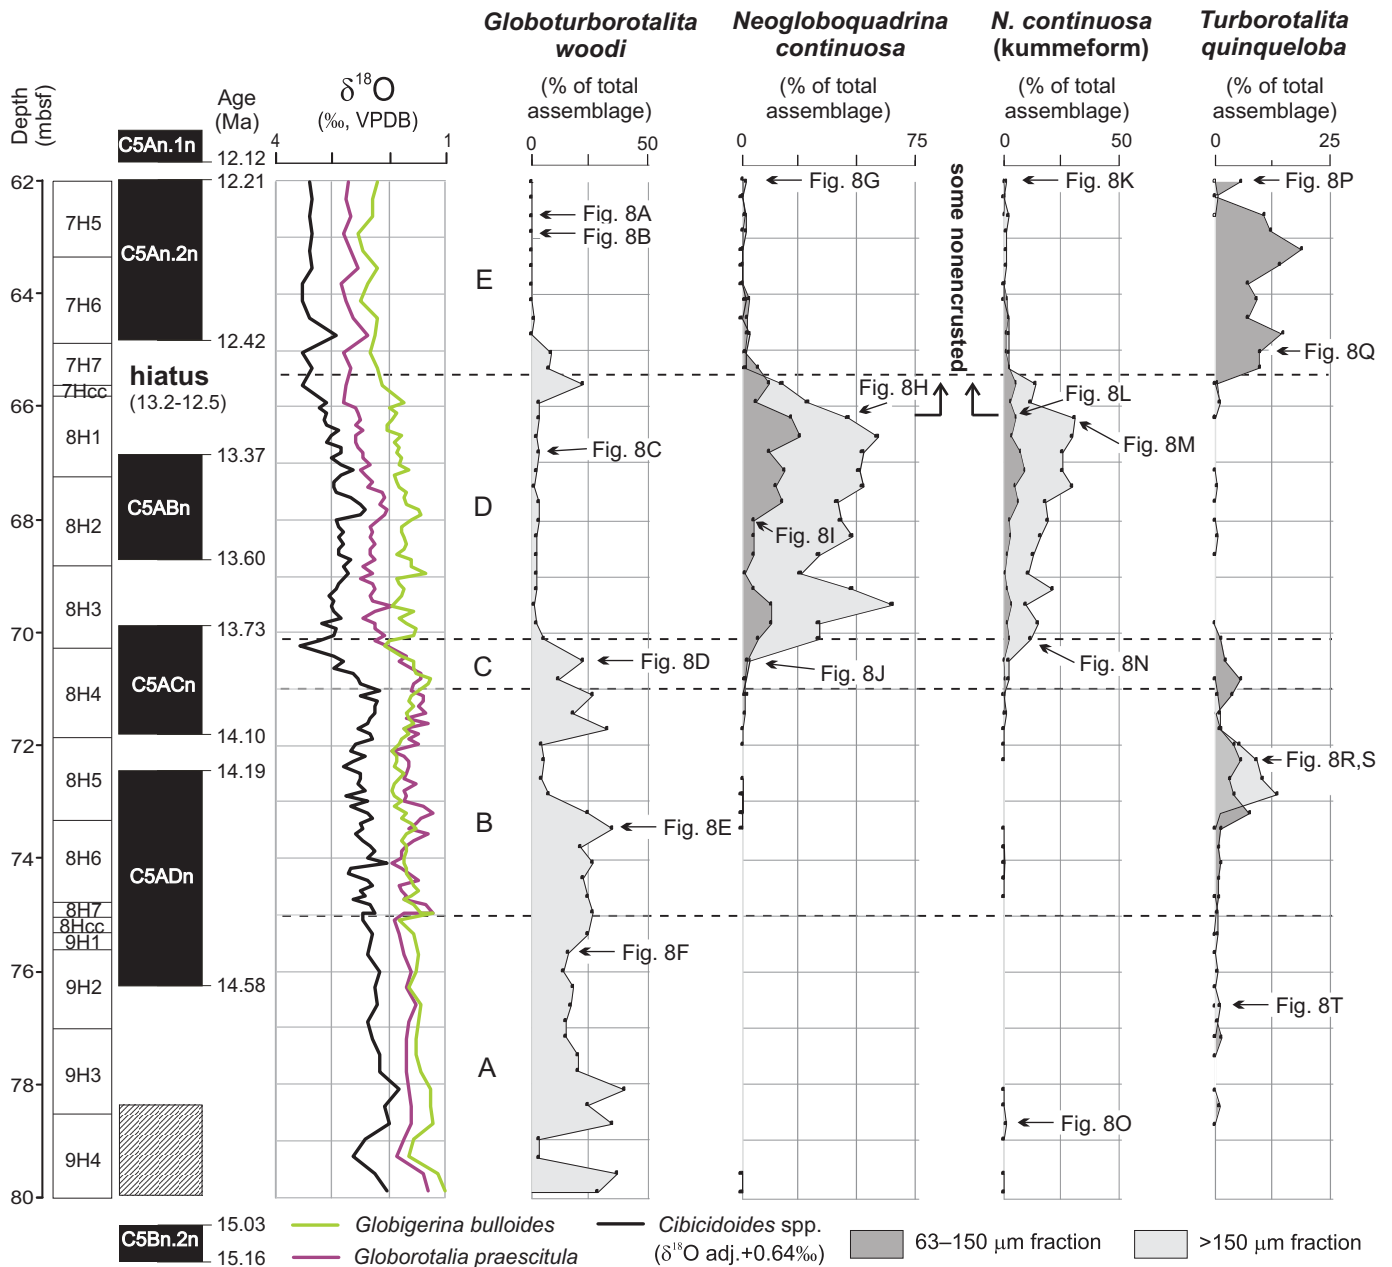 Globoturborotalita
woodi
Neogloboquadrina
continuosa
N. continuosa
(kummeform)
Turborotalita
quinqueloba
Depth
(mbsf)
δ18O
(‰, VPDB)
Age
(Ma)
(% of total
assemblage)
(% of total
assemblage)
(% of total
assemblage)
(% of total
assemblage)
4 1
0 50
0 75
0 50
0 25
C5An.1n
12.12
62
12.21
7H5
C5An.2n
Fig. 8A
Fig. 8B
Fig. 8G
some nonencrusted
Fig. 8K
Fig. 8P
E
64
7H6
12.42
7H7
Fig. 8Q
hiatus
(13.2-12.5)
7Hcc
66
Fig. 8H
Fig. 8L
8H1
Fig. 8C
Fig. 8M
13.37
C5ABn
8H2
D
68
Fig. 8I
13.60
8H3
13.73
70
Fig. 8D
Fig. 8J
Fig. 8N
C
C5ACn
8H4
14.10
72
14.19
8H5
Fig. 8R,S
B
Fig. 8E
74
8H6
C5ADn
8H7
8Hcc
9H1
Fig. 8F
76
9H2
14.58
Fig. 8T
A
78
9H3
Fig. 8O
9H4
80
C5Bn.2n
15.03
15.16
Globigerina bulloides
Globorotalia praescitula
Cibicidoides spp.
(δ18O adj.+0.64‰)
63–150 μm fraction
>150 μm fraction